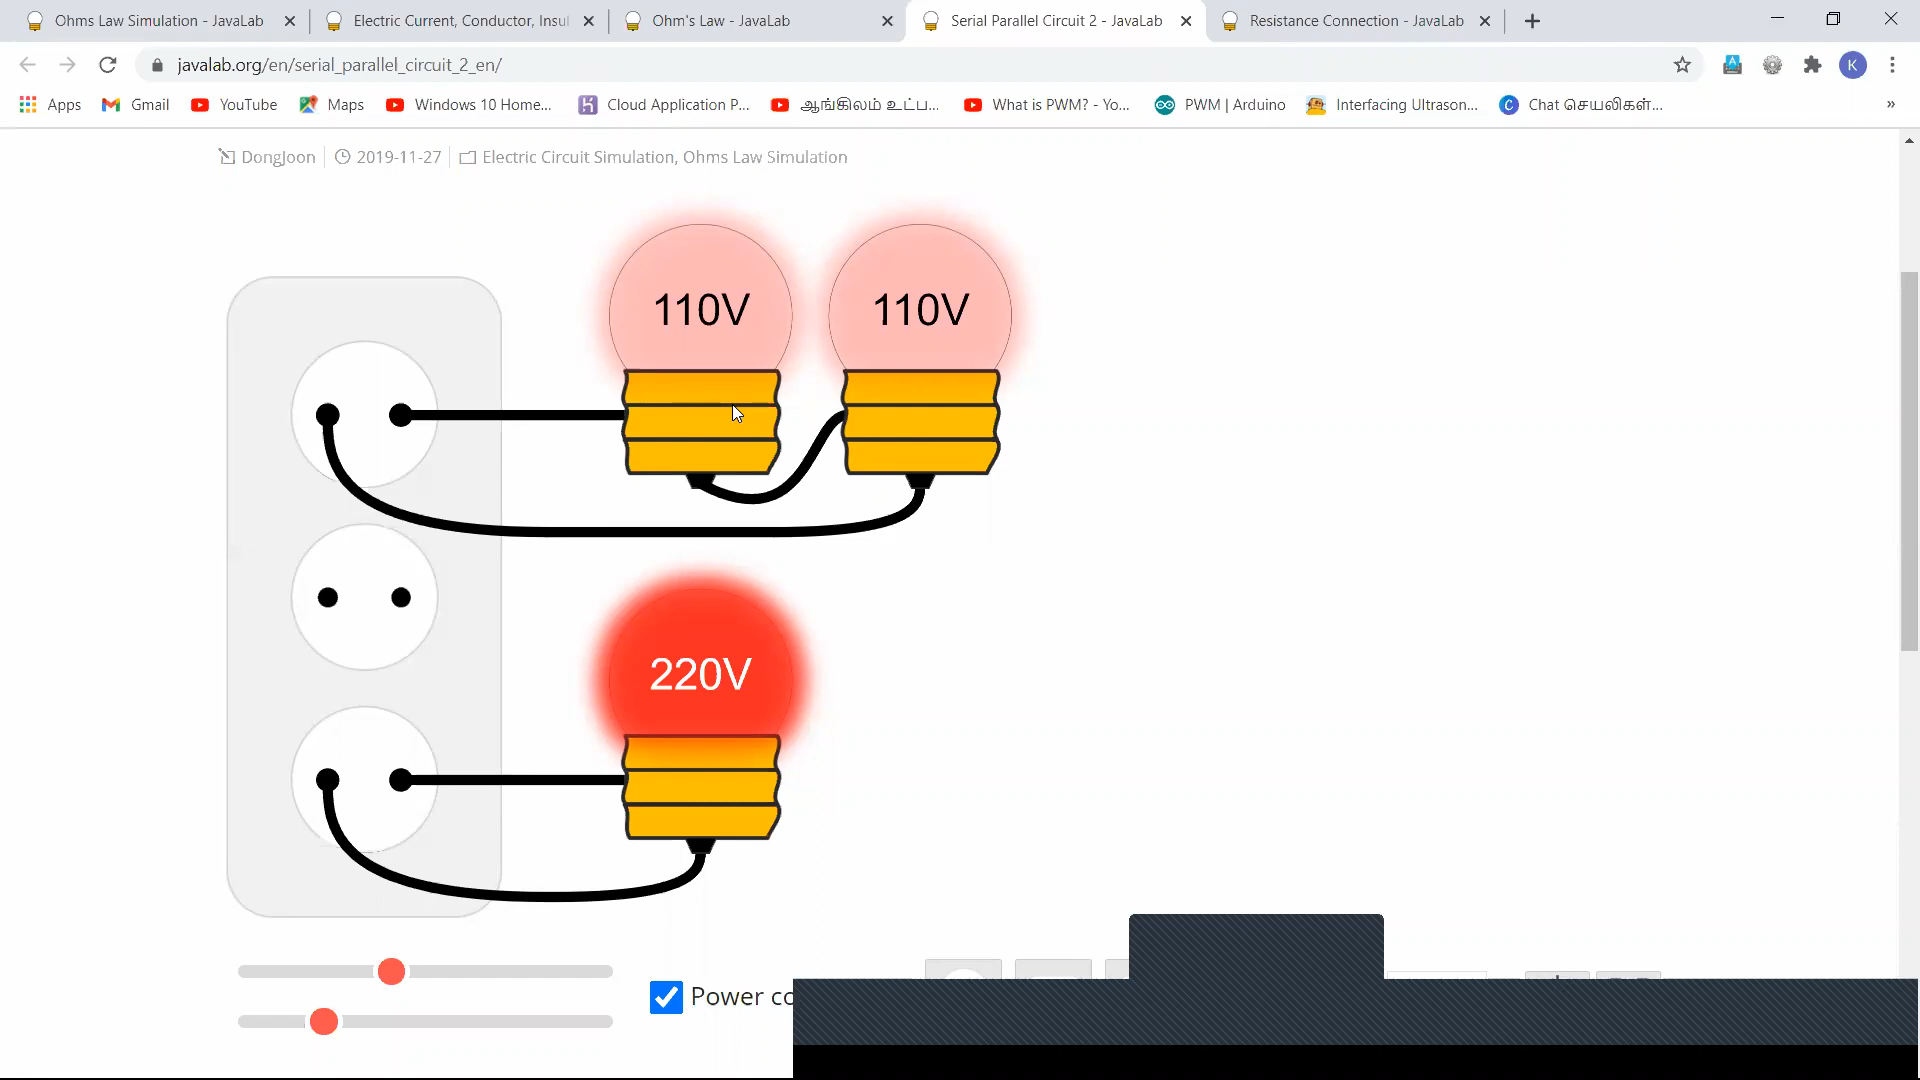 Ohms Law Simulation - JavaLab
Electric Current, Conductor, Insul
Ohm's Law - JavaLab
Serial Parallel Circuit 2 - JavaLab
Resistance Connection - JavaLab
javalab.org/en/serial_parallel_circuit_2_en/
K
Apps
Gmail
YouTube
Maps
Windows 10 Home...
Cloud Application P...
ஆங்கிலம் உட்ப...
What is PWM? - Yo...
PWM | Arduino
Interfacing Ultrason...
Chat செயலிகள்...
»
DongJoon
2019-11-27
Electric Circuit Simulation, Ohms Law Simulation
110V
110V
220V
Power co